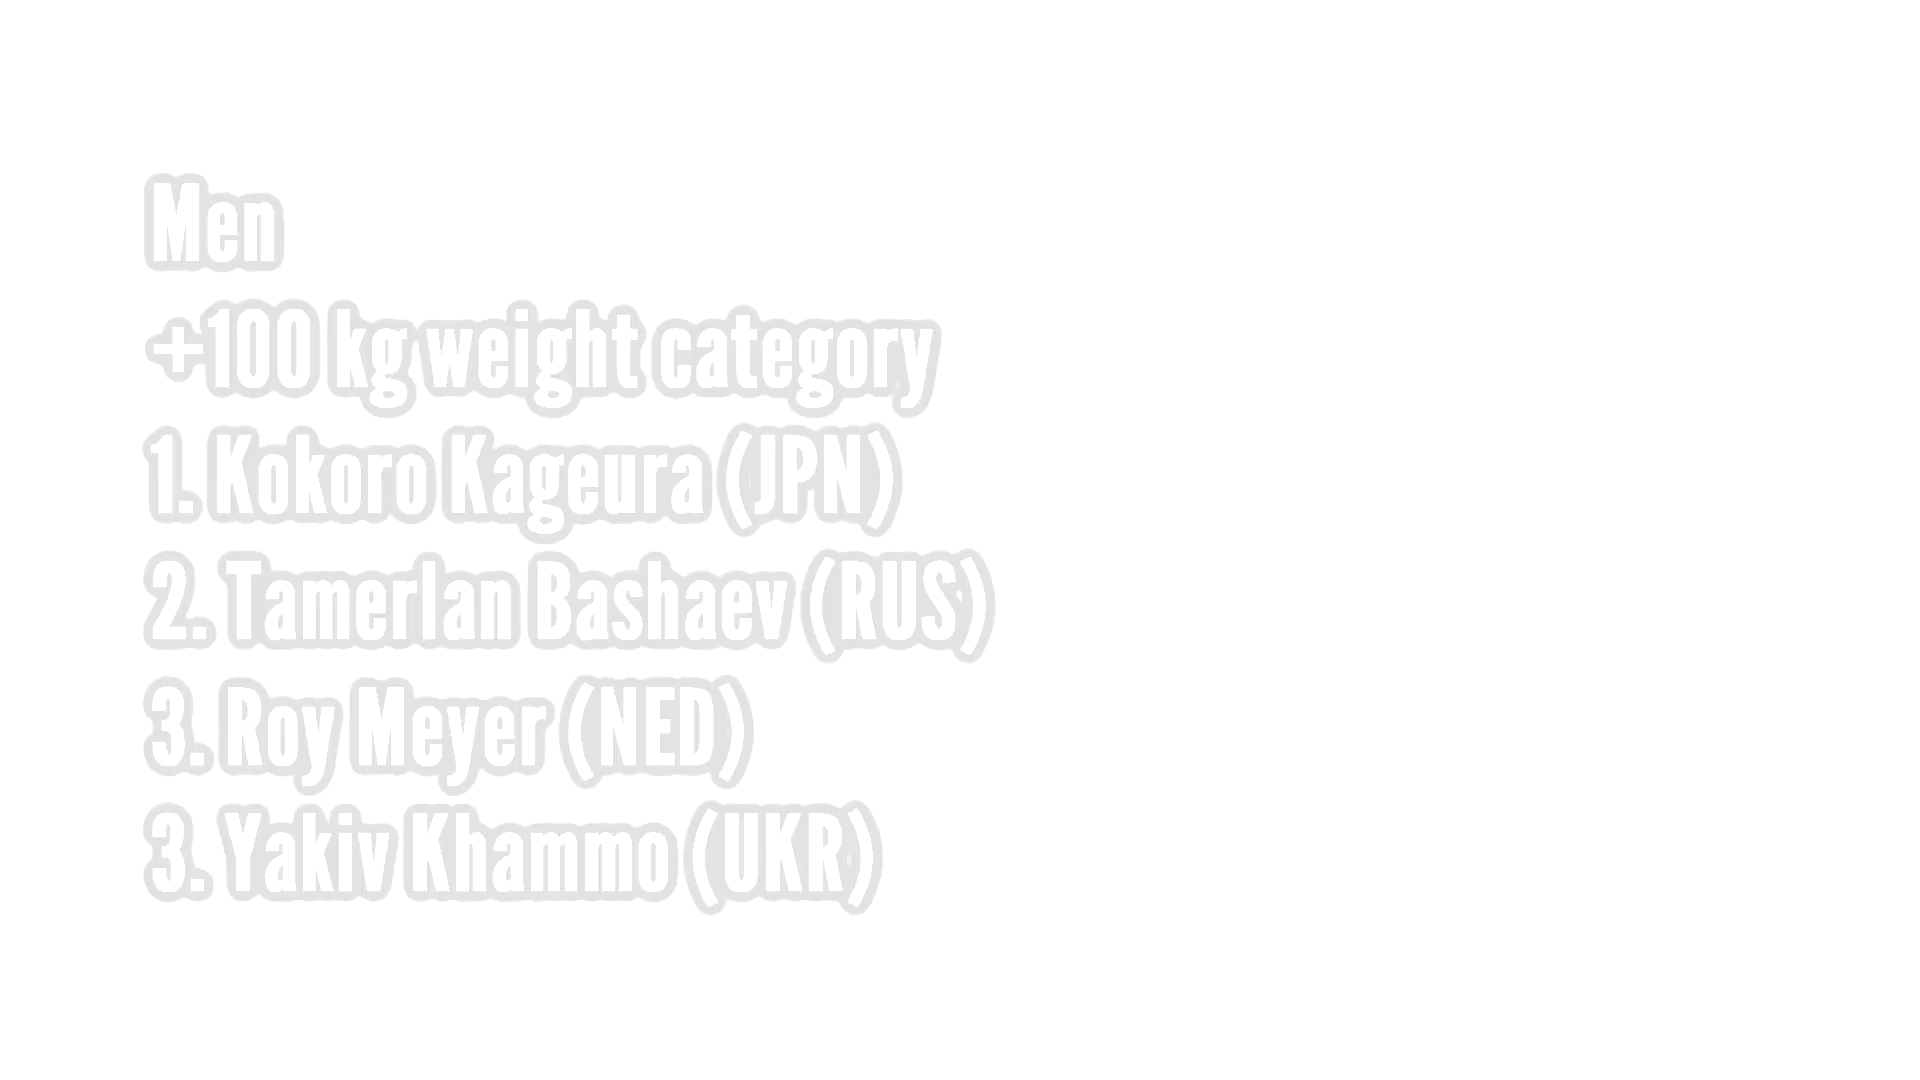 Men
+100 kg weight category
1. Kokoro Kageura (JPN)
2. Tamerlan Bashaev (RUS)
3. Roy Meyer (NED)
3. Yakiv Khammo (UKR)